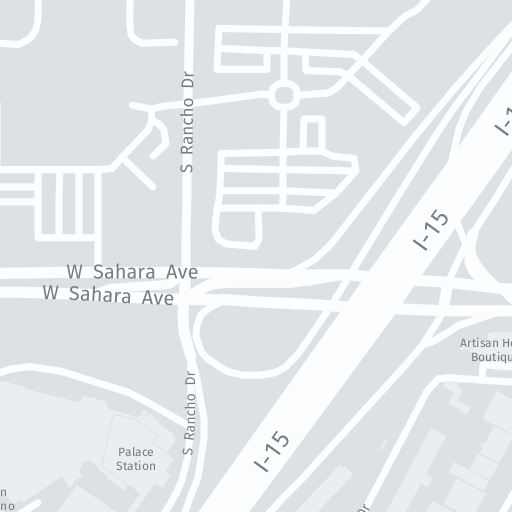 S Rancho Dr
I-15
W Sahara Ave
W Sahara Ave
Artisan
Boutiqu
S Rancho Dr
I-15
Palace
Station